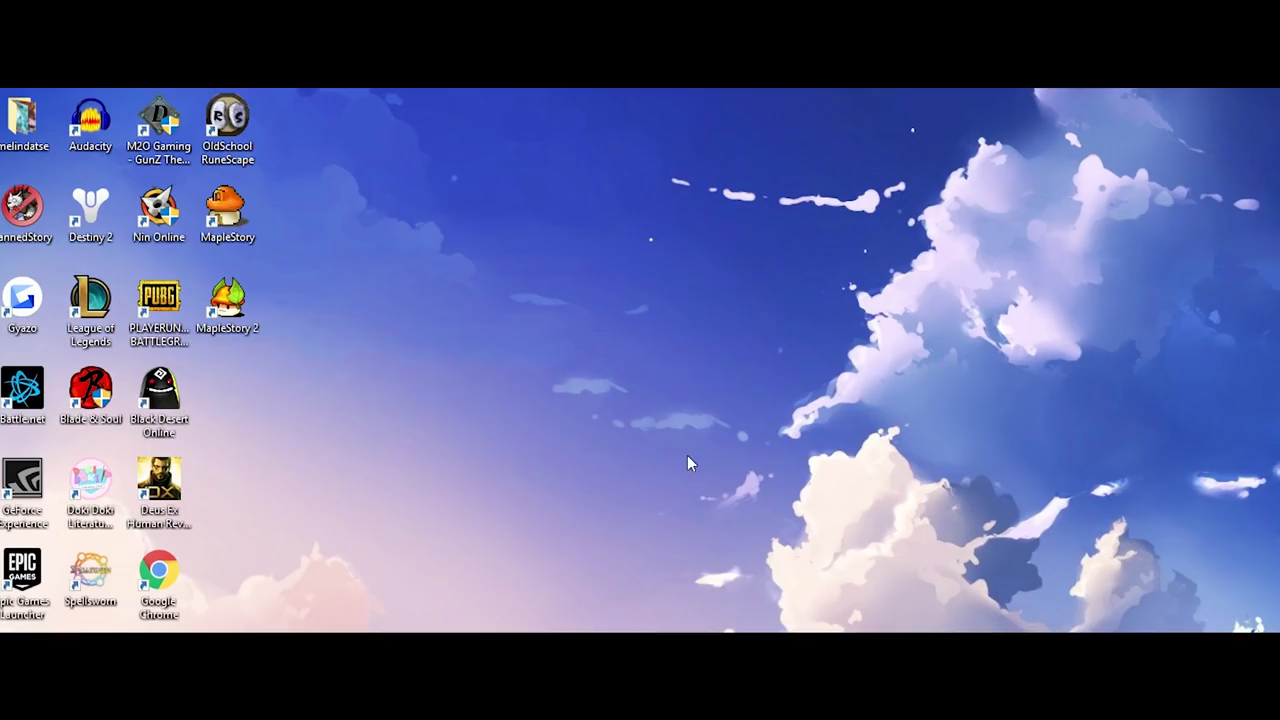 melindatse
Audacity
M2O Gaming
- GunZ The...
OldSchool
RuneScape
annedStory
Destiny 2
Nin Online
MapleStory
Gyazo
League of
Legends
PUBG
PLAYERUN...
BATTLEGR...
MapleStory 2
Battle.net
Blade & Soul
Black Desert
Online
GeForce
Experience
Doki Doki
Literatu...
DX
Deus Ex
Human Rev...
EPIC
GAMES
pic Games
Launcher
Spellsworn
Google
Chrome